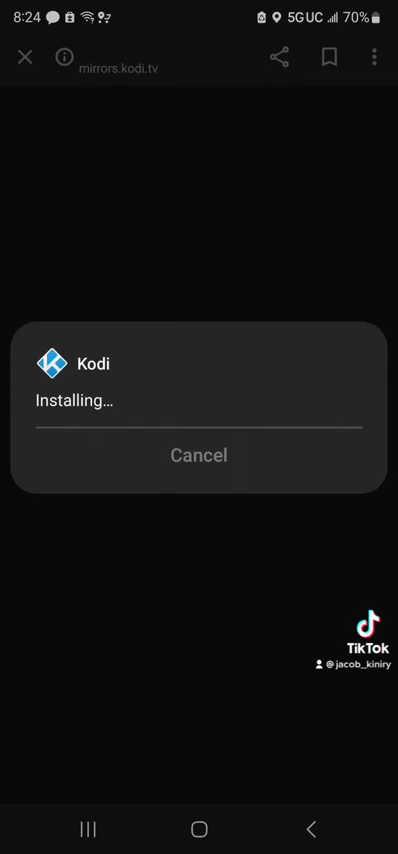 8:24 5G UC 70%
mirrors.kodi.tv
Kodi
Installing...
Cancel
TikTok
@jacob_kiniry